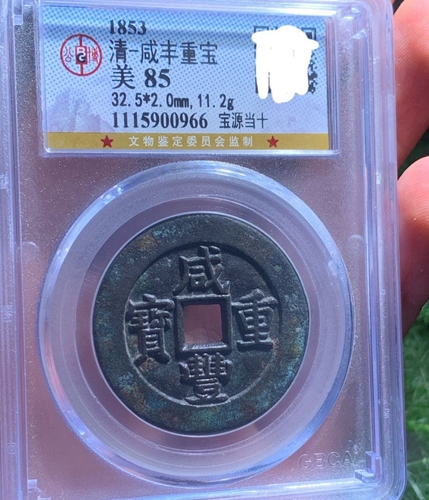 1853
清-咸丰重宝
美 85
32.5*2.0mm,11.2g
1115900966 宝源当十
★ 文物鉴定委员会监制 ★
咸
寶 重
豐
GBCA